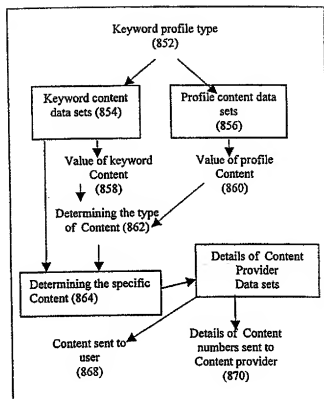 Keyword profile type
(852)
Keyword content
data sets (854)
Profile content data
sets
(856)
Value of keyword
Content
(858)
Value of profile
Content
(860)
Determining the type
of Content (862)
Determining the specific
Content (864)
Details of Content
Provider
Data sets
Content sent to
user
(868)
Details of Content
numbers sent to
Content provider
(870)